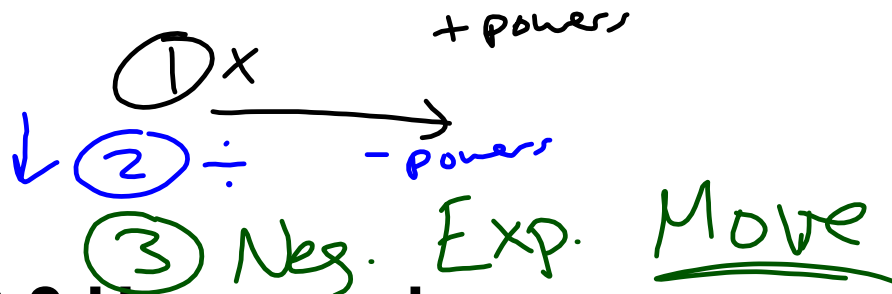 + powers
① x
② ÷ - powers
③ Neg. Exp. Move